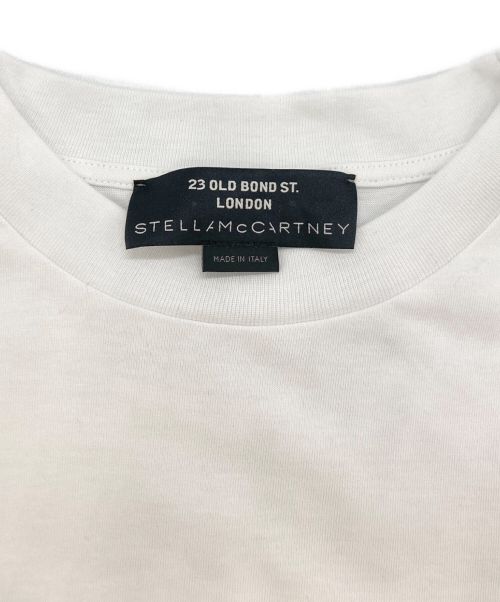 23 OLD BOND ST.
LONDON
STELLAMcCARTNEY
MADE IN ITALY